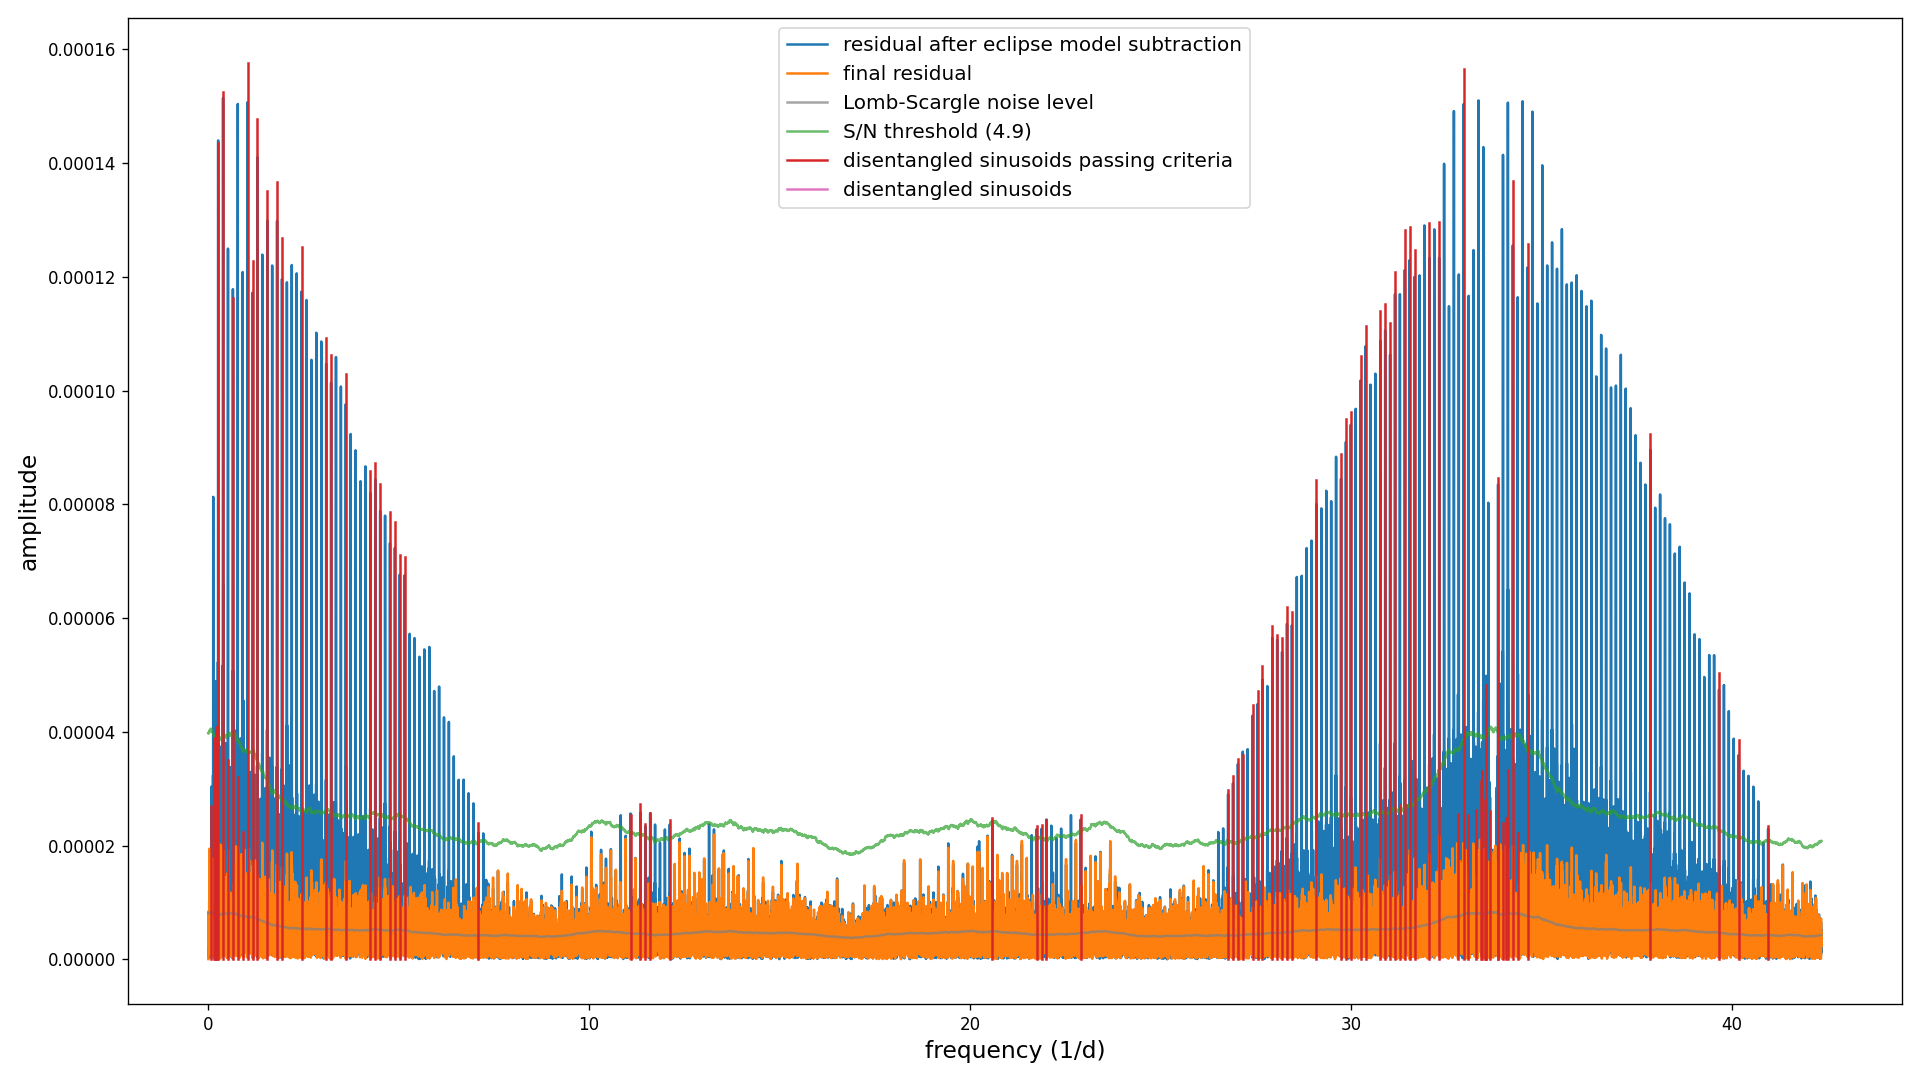 residual after eclipse model subtraction
final residual
Lomb-Scargle noise level
S/N threshold (4.9)
disentangled sinusoids passing criteria
disentangled sinusoids
amplitude
0.00016
0.00014
0.00012
0.00010
0.00008
0.00006
0.00004
0.00002
0.00000
0 10 20 30 40
frequency (1/d)